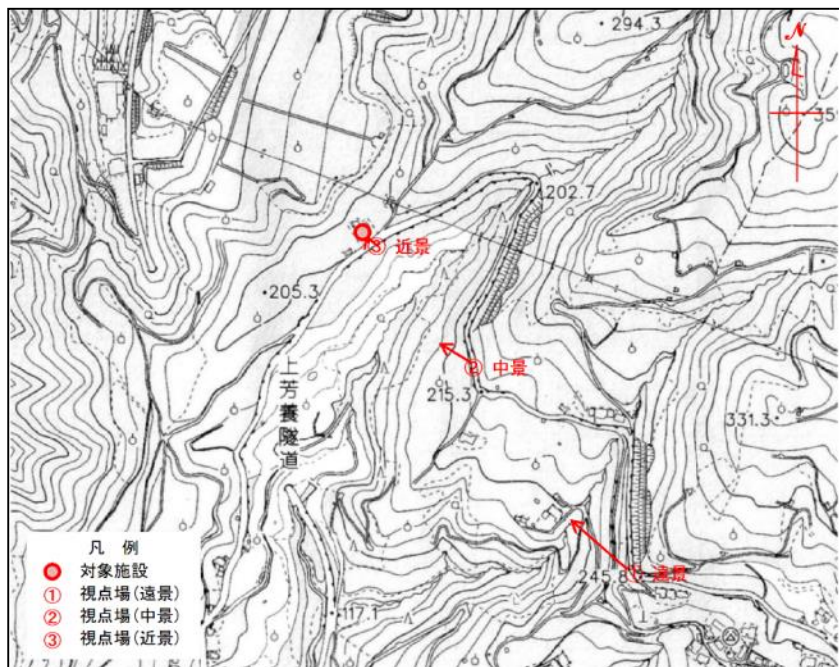 294.3
N
359
202.7
③ 近景
205.3
② 中景
215.3
上芳養隧道
331.3
① 遠景
245.8
117.1
凡 例
対象施設
① 視点場(遠景)
② 視点場(中景)
③ 視点場(近景)